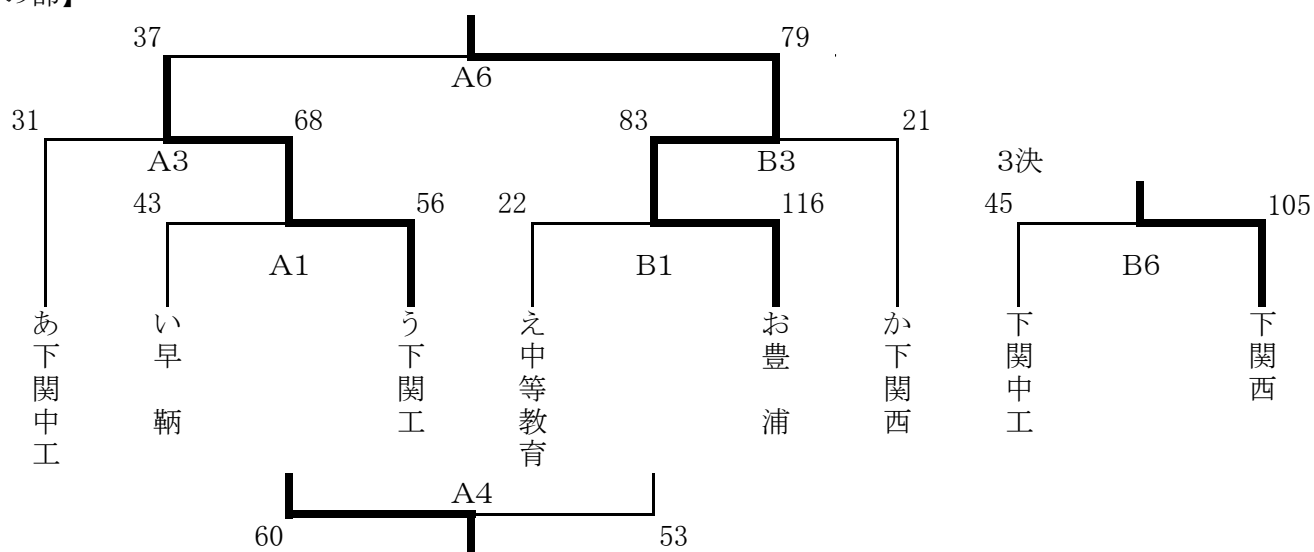 の部】
37 79
A6
31 68 83 21
A3 B3 3決
43 56 22 116 45 105
A1 B1 B6
あ下関中工
い早 鞆
う下関工
え中等教育
お豊 浦
か下関西
下関中工
下関西
A4
60 53